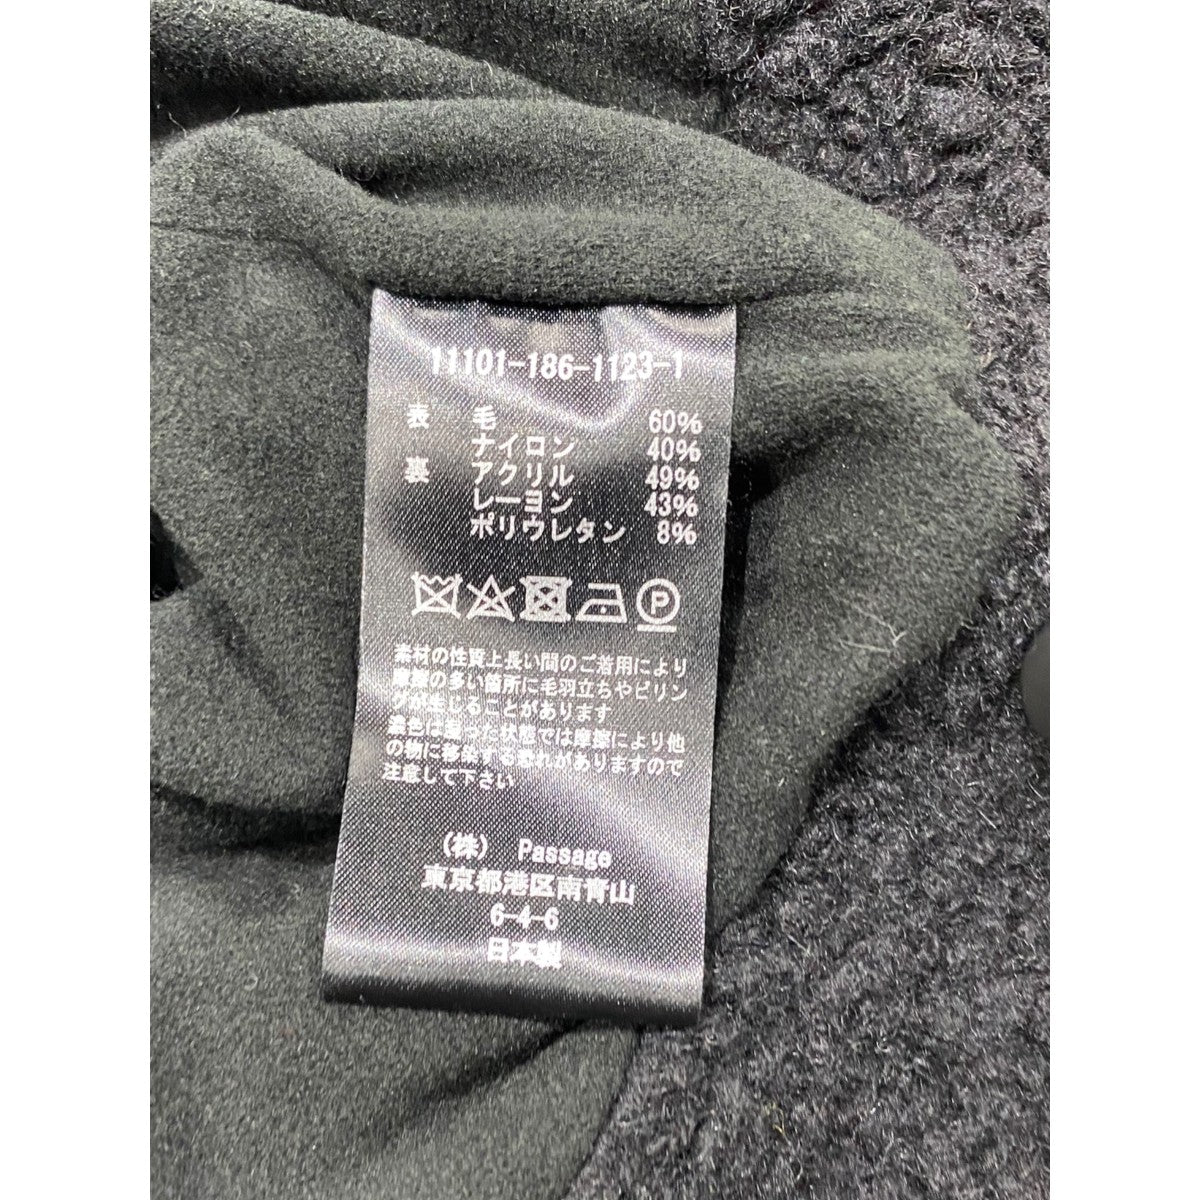 11101-186-1123-1
表 毛 60%
ナイロン 40%
裏 アクリル 49%
レーヨン 43%
ポリウレタン 8%
P
素材の性質上長い間のご着用により
摩擦の多い箇所に毛羽立ちやピリン
グが生じることがあります
濃色は湿った状態では摩擦により他
の物に移染する恐れがありますので
注意して下さい
(株) Passage
東京都港区南青山
6-4-6
日本製